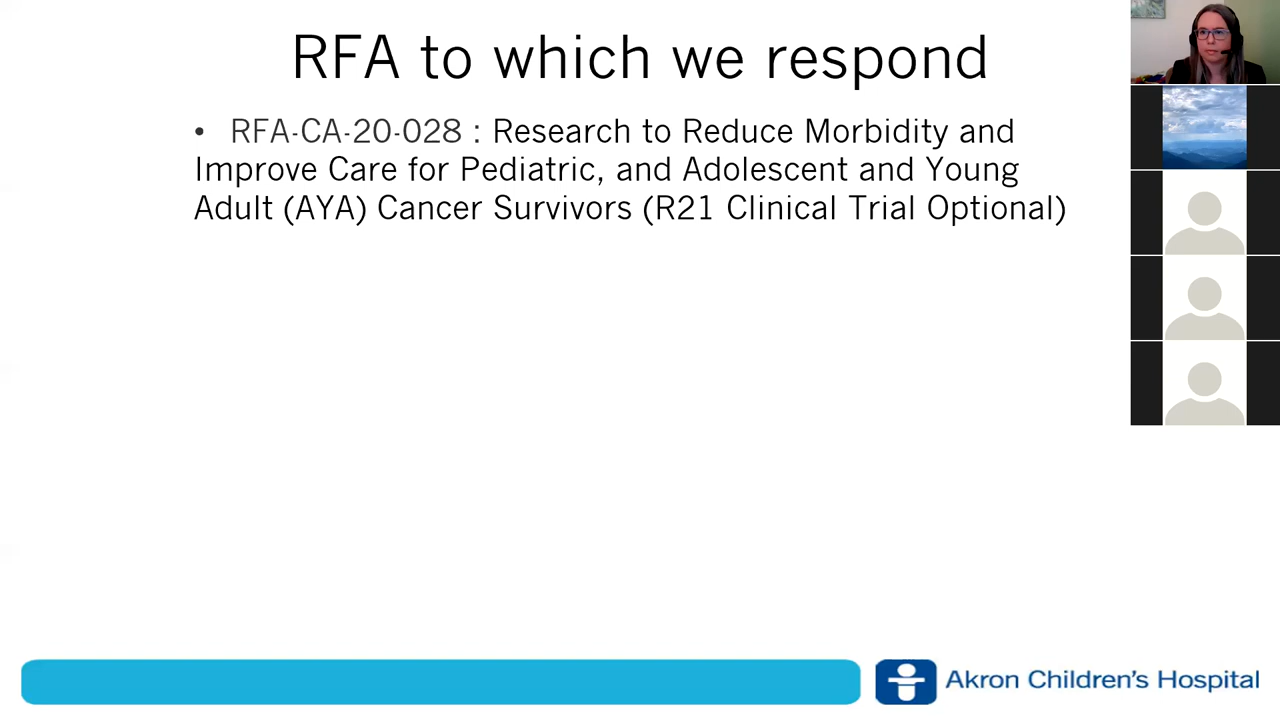 RFA to which we respond
• RFA-CA-20-028 : Research to Reduce Morbidity and
Improve Care for Pediatric, and Adolescent and Young
Adult (AYA) Cancer Survivors (R21 Clinical Trial Optional)
Akron Children's Hospital